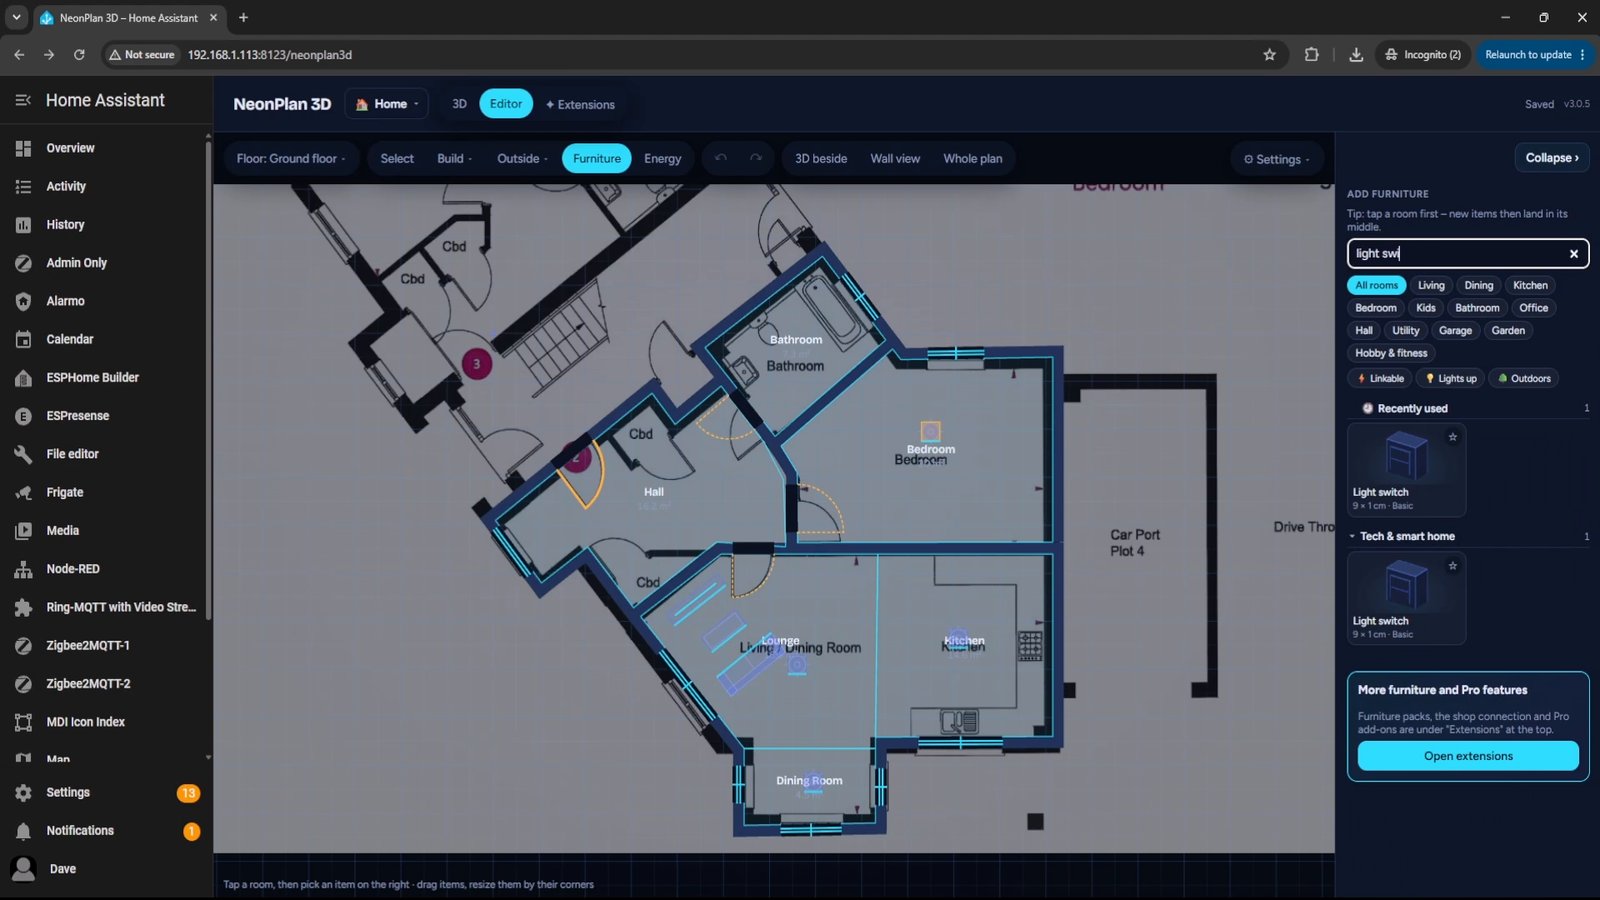 NeonPlan 3D – Home Assistant
Not secure
192.168.1.113:8123/neonplan3d
Incognito (2)
Relaunch to update
Home Assistant
Overview
Activity
History
Admin Only
Alarmo
Calendar
ESPHome Builder
ESPresense
File editor
Frigate
Media
Node-RED
Ring-MQTT with Video Stre...
Zigbee2MQTT-1
Zigbee2MQTT-2
MDI Icon Index
Map
Settings
13
Notifications
1
Dave
NeonPlan 3D
Home
3D
Editor
Extensions
Saved
v3.0.5
Floor: Ground floor
Select
Build
Outside
Furniture
Energy
3D beside
Wall view
Whole plan
Settings
Bedroom
Cbd
Cbd
3
Bathroom
Bathroom
2
Cbd
Bedroom
Bedroom
Hall
16.2 m²
Car Port
Plot 4
Drive Thro
Cbd
Lounge
Living / Dining Room
Kitchen
Kitchen
Dining Room
Tap a room, then pick an item on the right · drag items, resize them by their corners
Collapse ›
ADD FURNITURE
Tip: tap a room first – new items then land in its
middle.
light swi
All rooms
Living
Dining
Kitchen
Bedroom
Kids
Bathroom
Office
Hall
Utility
Garage
Garden
Hobby & fitness
Linkable
Lights up
Outdoors
Recently used
1
Light switch
9 × 1 cm · Basic
Tech & smart home
1
Light switch
9 × 1 cm · Basic
More furniture and Pro features
Furniture packs, the shop connection and Pro
add-ons are under "Extensions" at the top.
Open extensions